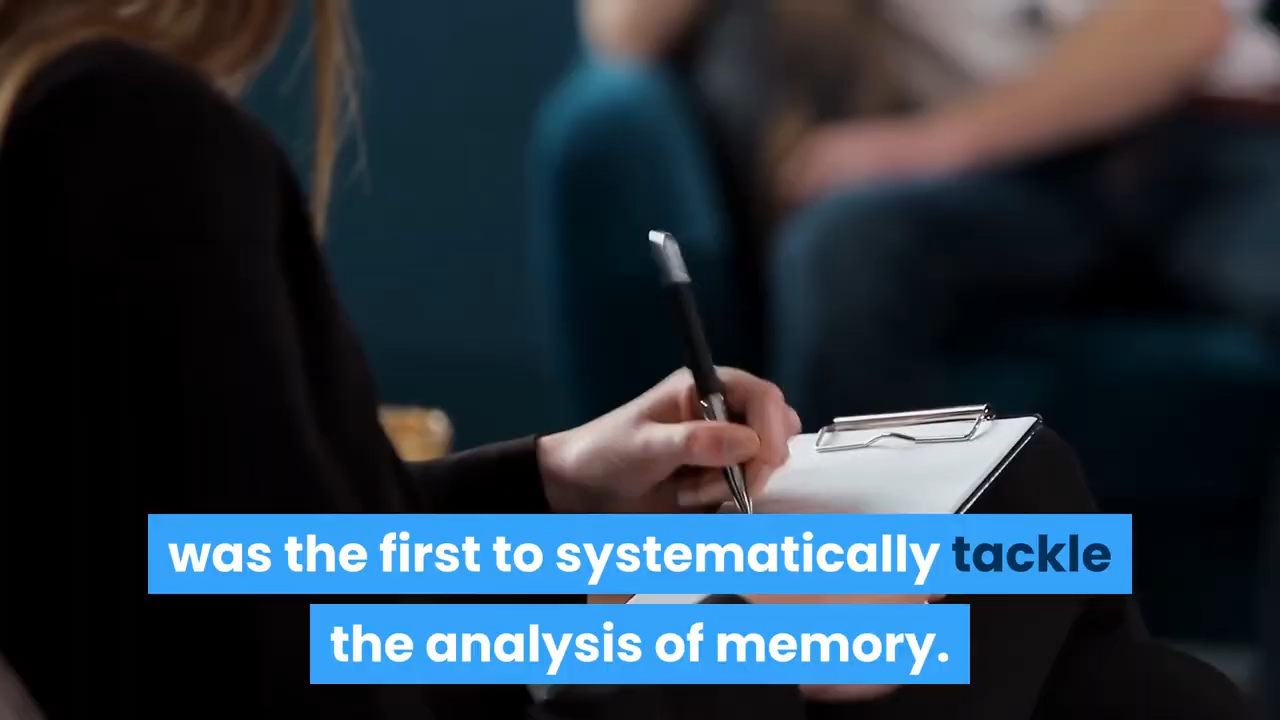 was the first to systematically tackle
the analysis of memory.